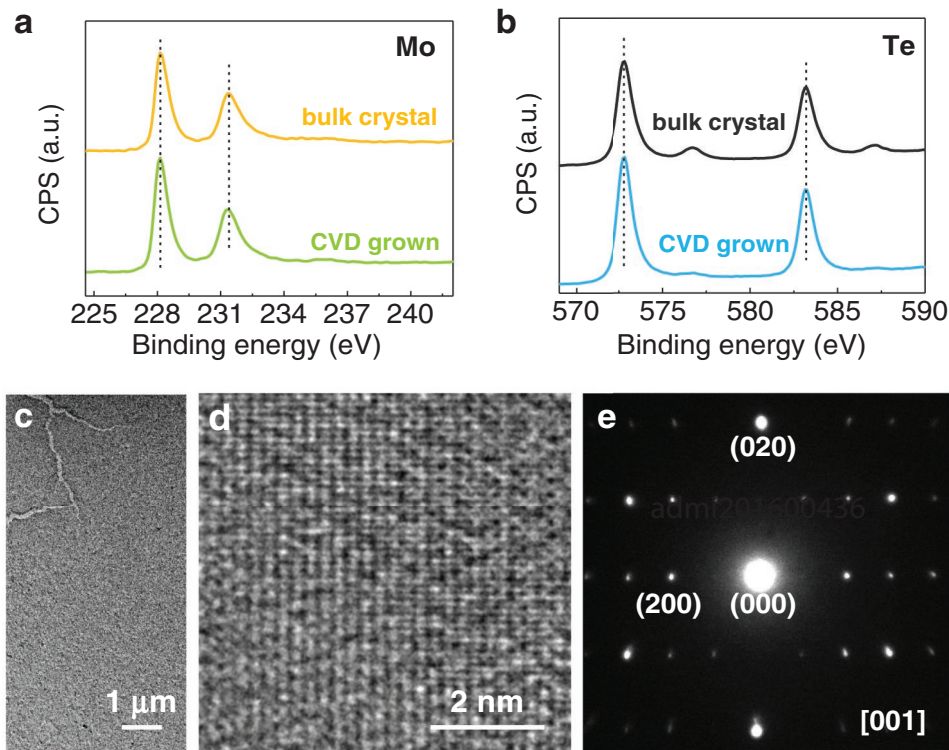 a
Mo
bulk crystal
CVD grown
CPS (a.u.)
225 228 231 234 237 240
Binding energy (eV)
b
Te
bulk crystal
CVD grown
CPS (a.u.)
570 575 580 585 590
Binding energy (eV)
c
1 μm
d
2 nm
e
(020)
admi201600436
(200) (000)
[001]